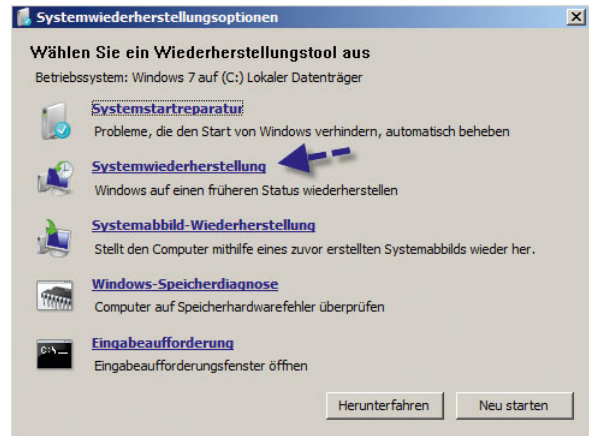 Systemwiederherstellungsoptionen
Wählen Sie ein Wiederherstellungstool aus
Betriebssystem: Windows 7 auf (C:) Lokaler Datenträger
Systemstartreparatur
Probleme, die den Start von Windows verhindern, automatisch beheben
Systemwiederherstellung
Windows auf einen früheren Status wiederherstellen
Systemabbild-Wiederherstellung
Stellt den Computer mithilfe eines zuvor erstellten Systemabbilds wieder her.
Windows-Speicherdiagnose
Computer auf Speicherhardwarefehler überprüfen
C:\_
Eingabeaufforderung
Eingabeaufforderungsfenster öffnen
Herunterfahren Neu starten